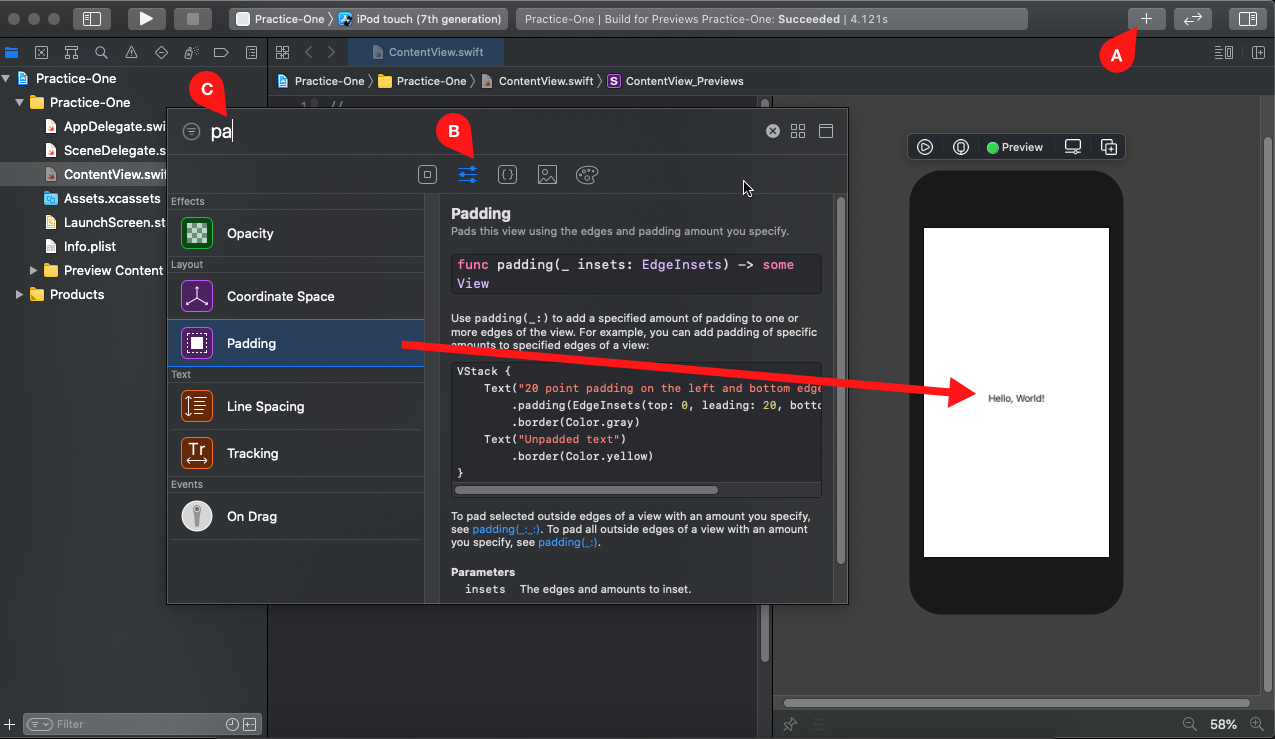 Practice-One
iPod touch (7th generation)
Practice-One | Build for Previews Practice-One: Succeeded | 4.121s
A
ContentView.swift
Practice-One
Practice-One
ContentView.swift
S
ContentView_Previews
Practice-One
Practice-One
AppDelegate.swi
SceneDelegate.s
ContentView.swif
Assets.xcassets
LaunchScreen.st
Info.plist
Preview Content
Products
Filter
1
//
C
B
pa
Effects
Opacity
Layout
Coordinate Space
Padding
Text
Line Spacing
Tr
Tracking
Events
On Drag
Padding
Pads this view using the edges and padding amount you specify.
func padding(_ insets: EdgeInsets) -> some
View
Use padding(_:) to add a specified amount of padding to one or
more edges of the view. For example, you can add padding of specific
amounts to specified edges of a view:
VStack {
Text("20 point padding on the left and bottom edge
.padding(EdgeInsets(top: 0, leading: 20, botto
.border(Color.gray)
Text("Unpadded text")
.border(Color.yellow)
}
To pad selected outside edges of a view with an amount you specify,
see padding(_:_:). To pad all outside edges of a view with an amount
you specify, see padding(_:).
Parameters
insets The edges and amounts to inset.
Preview
Hello, World!
58%